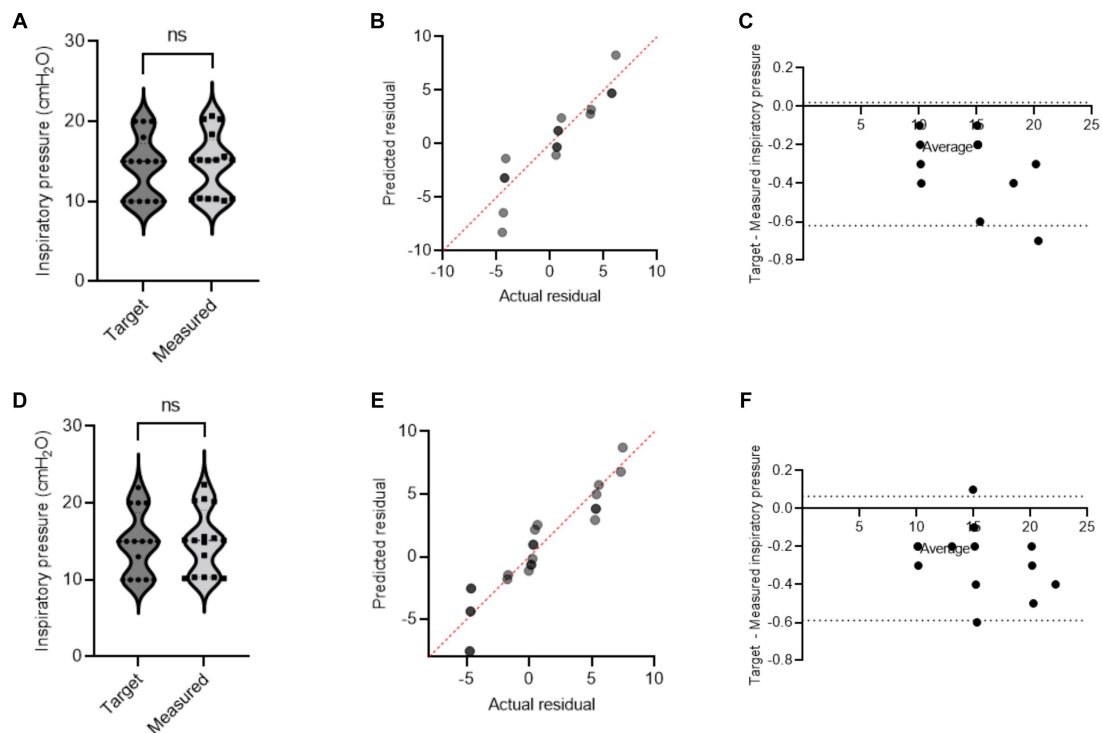 A
Inspiratory pressure (cmH2O)
30
20
10
0
ns
Target
Measured
B
Predicted residual
10
5
0
-5
-10
-10
-5
0
5
10
Actual residual
C
Target - Measured inspiratory pressure
0.2
0.0
-0.2
-0.4
-0.6
-0.8
5
10
15
20
25
Average
D
Inspiratory pressure (cmH2O)
30
20
10
0
ns
Target
Measured
E
Predicted residual
10
5
0
-5
-5
0
5
10
Actual residual
F
Target - Measured inspiratory pressure
0.2
0.0
-0.2
-0.4
-0.6
-0.8
5
10
15
20
25
Average